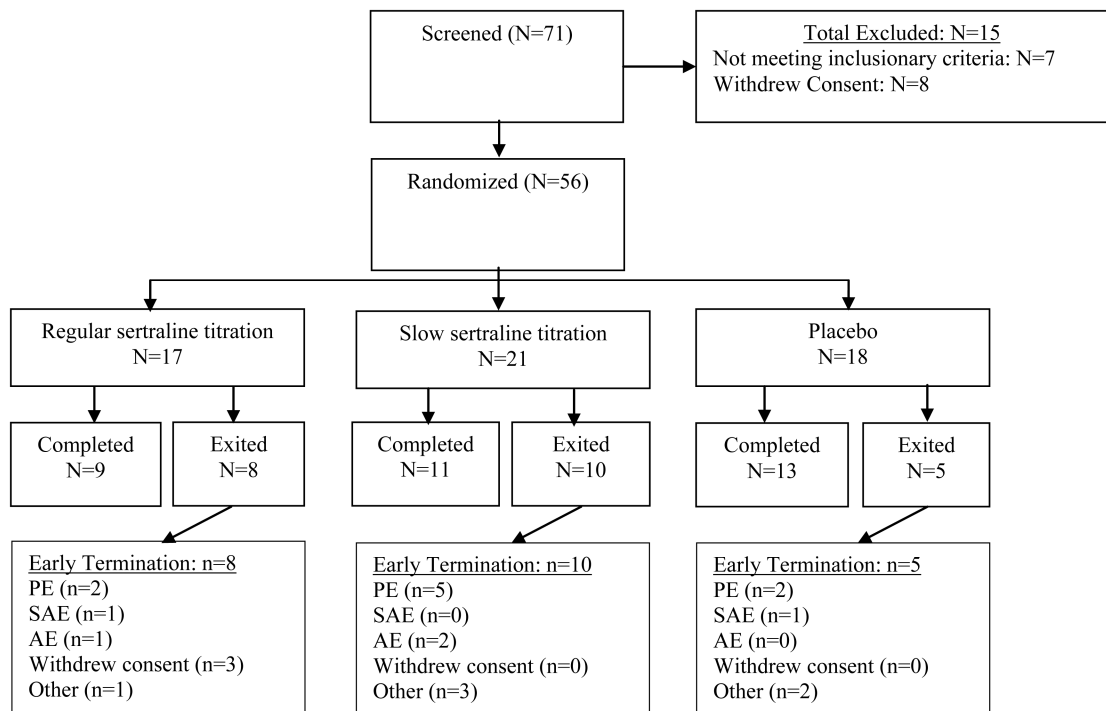 Screened (N=71)
Total Excluded: N=15
Not meeting inclusionary criteria: N=7
Withdrew Consent: N=8
Randomized (N=56)
Regular sertraline titration
N=17
Slow sertraline titration
N=21
Placebo
N=18
Completed
N=9
Exited
N=8
Completed
N=11
Exited
N=10
Completed
N=13
Exited
N=5
Early Termination: n=8
PE (n=2)
SAE (n=1)
AE (n=1)
Withdrew consent (n=3)
Other (n=1)
Early Termination: n=10
PE (n=5)
SAE (n=0)
AE (n=2)
Withdrew consent (n=0)
Other (n=3)
Early Termination: n=5
PE (n=2)
SAE (n=1)
AE (n=0)
Withdrew consent (n=0)
Other (n=2)